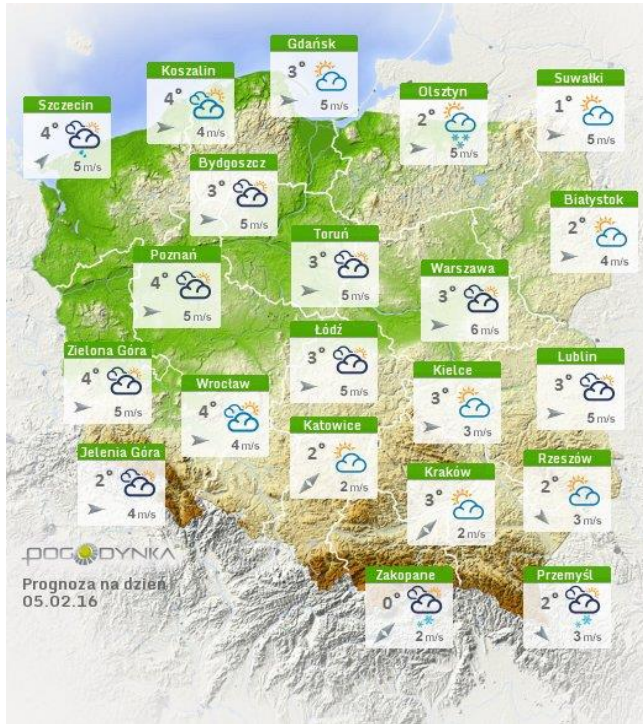 Gdańsk
3°
5 m/s
Koszalin
4°
4 m/s
Suwałki
1°
5 m/s
Olsztyn
2°
5 m/s
Szczecin
4°
5 m/s
Bydgoszcz
3°
5 m/s
Białystok
2°
4 m/s
Toruń
3°
5 m/s
Poznań
4°
5 m/s
Warszawa
3°
6 m/s
Łódź
3°
5 m/s
Zielona Góra
4°
5 m/s
Lublin
3°
5 m/s
Kielce
3°
3 m/s
Wrocław
4°
4 m/s
Katowice
2°
2 m/s
Jelenia Góra
2°
4 m/s
Rzeszów
2°
3 m/s
Kraków
3°
2 m/s
POGODYNKA
Prognoza na dzień
05.02.16
Zakopane
0°
2 m/s
Przemyśl
2°
3 m/s